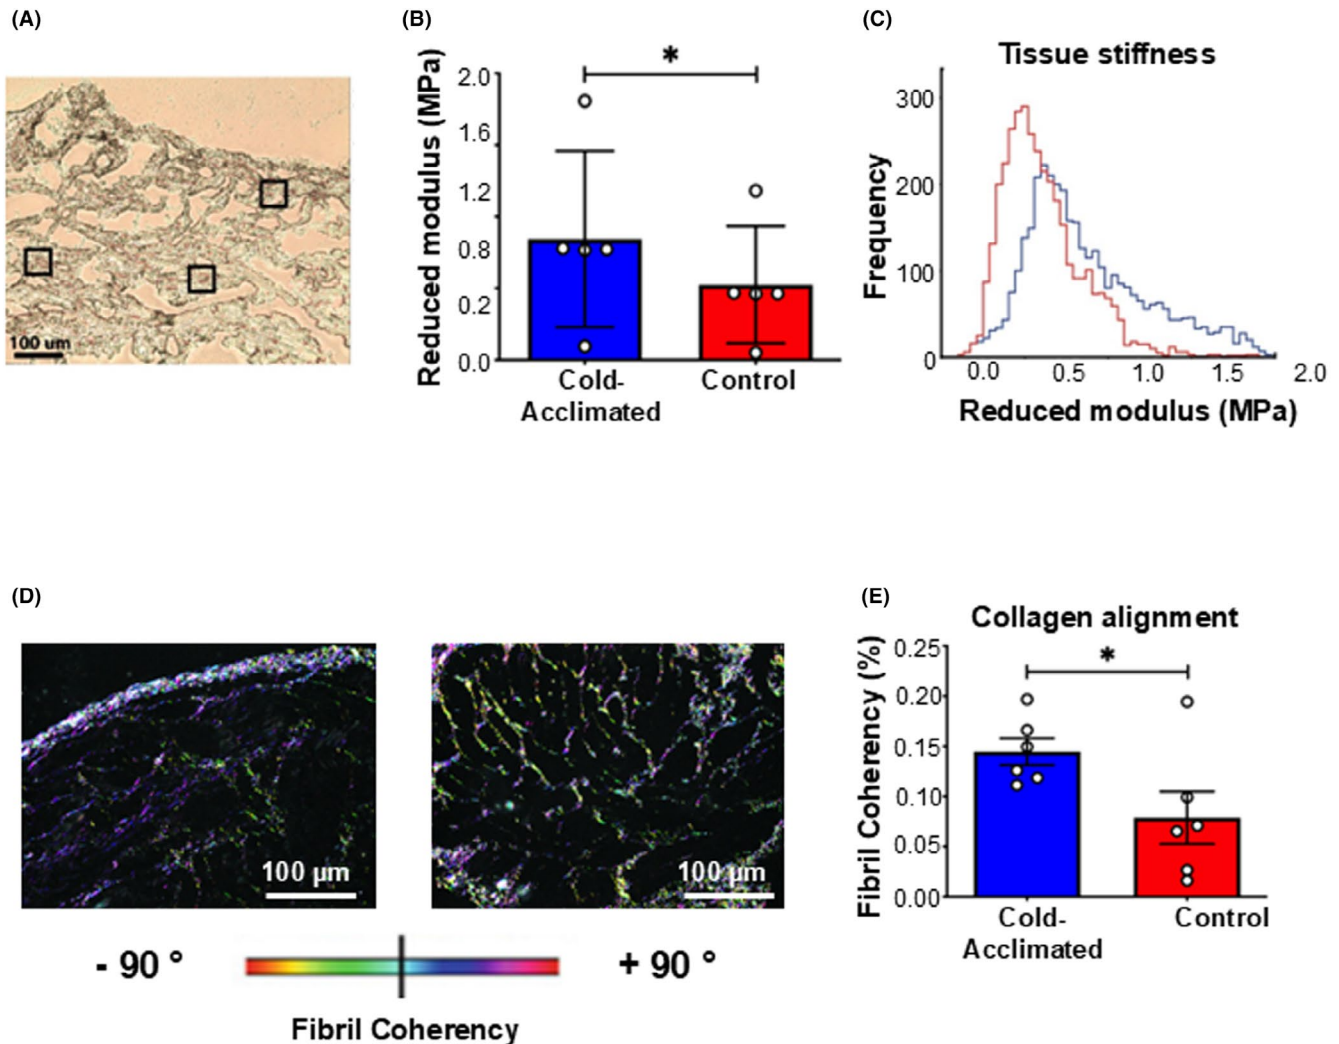 (A)
100 um
(B)
Reduced modulus (MPa)
2.0
1.6
1.2
0.8
0.2
0.0
*
Cold-
Acclimated
Control
(C)
Tissue stiffness
Frequency
300
200
100
0
0.0 0.5 1.0 1.5 2.0
Reduced modulus (MPa)
(D)
100 µm
100 µm
- 90 ° + 90 °
Fibril Coherency
(E)
Collagen alignment
Fibril Coherency (%)
0.25
0.20
0.15
0.10
0.05
0.00
*
Cold-
Acclimated
Control